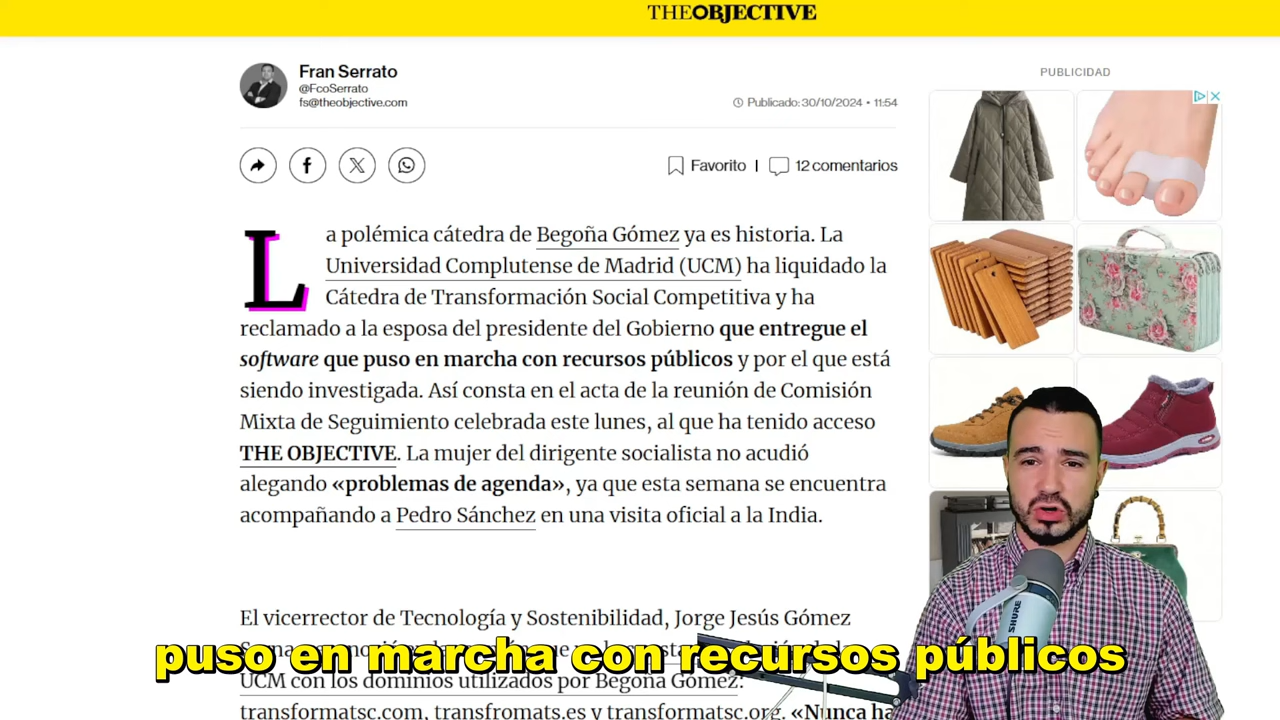 THEOBJECTIVE
Fran Serrato
@FcoSerrato
fs@theobjective.com
Publicado: 30/10/2024 • 11:54
PUBLICIDAD
Favorito | 12 comentarios
La polémica cátedra de Begoña Gómez ya es historia. La
Universidad Complutense de Madrid (UCM) ha liquidado la
Cátedra de Transformación Social Competitiva y ha
reclamado a la esposa del presidente del Gobierno que entregue el
software que puso en marcha con recursos públicos y por el que está
siendo investigada. Así consta en el acta de la reunión de Comisión
Mixta de Seguimiento celebrada este lunes, al que ha tenido acceso
THE OBJECTIVE. La mujer del dirigente socialista no acudió
alegando «problemas de agenda», ya que esta semana se encuentra
acompañando a Pedro Sánchez en una visita oficial a la India.
El vicerrector de Tecnología y Sostenibilidad, Jorge Jesús Gómez
puso en marcha con recursos públicos
UCM con los dominios utilizados por Begoña Gómez:
transformatsc.com, transfromats.es y transformatsc.org. «Nunca ha
SHURE